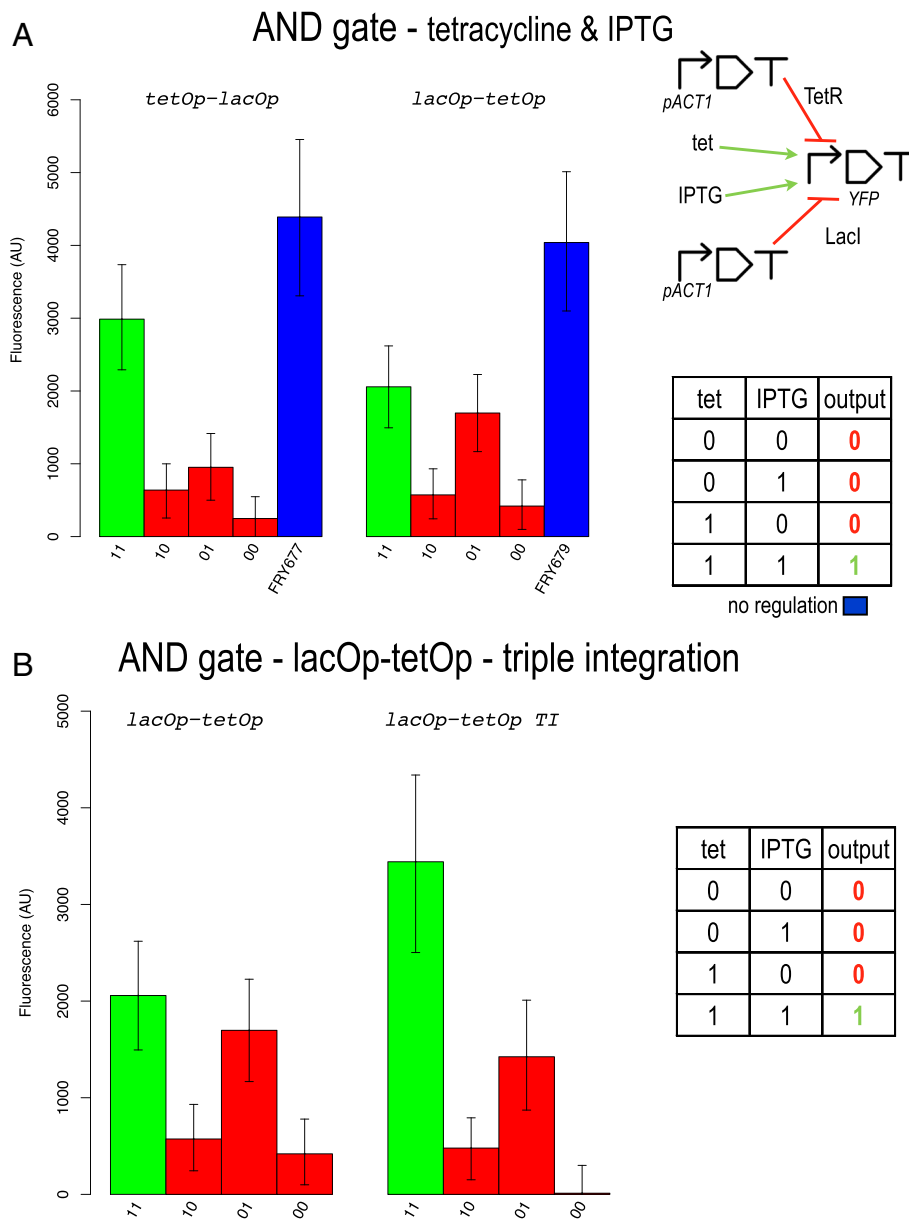 A
AND gate - tetracycline & IPTG
tetOp-lacOp
lacOp-tetOp
Fluorescence (AU)
6000
5000
4000
3000
2000
1000
0
11
10
01
00
FRY677
11
10
01
00
FRY679
pACT1
TetR
tet
IPTG
YFP
LacI
pACT1
tet IPTG output
0 0 0
0 1 0
1 0 0
1 1 1
no regulation
B
AND gate - lacOp-tetOp - triple integration
lacOp-tetOp
lacOp-tetOp TI
Fluorescence (AU)
5000
4000
3000
2000
1000
0
11
10
01
00
11
10
01
00
tet IPTG output
0 0 0
0 1 0
1 0 0
1 1 1